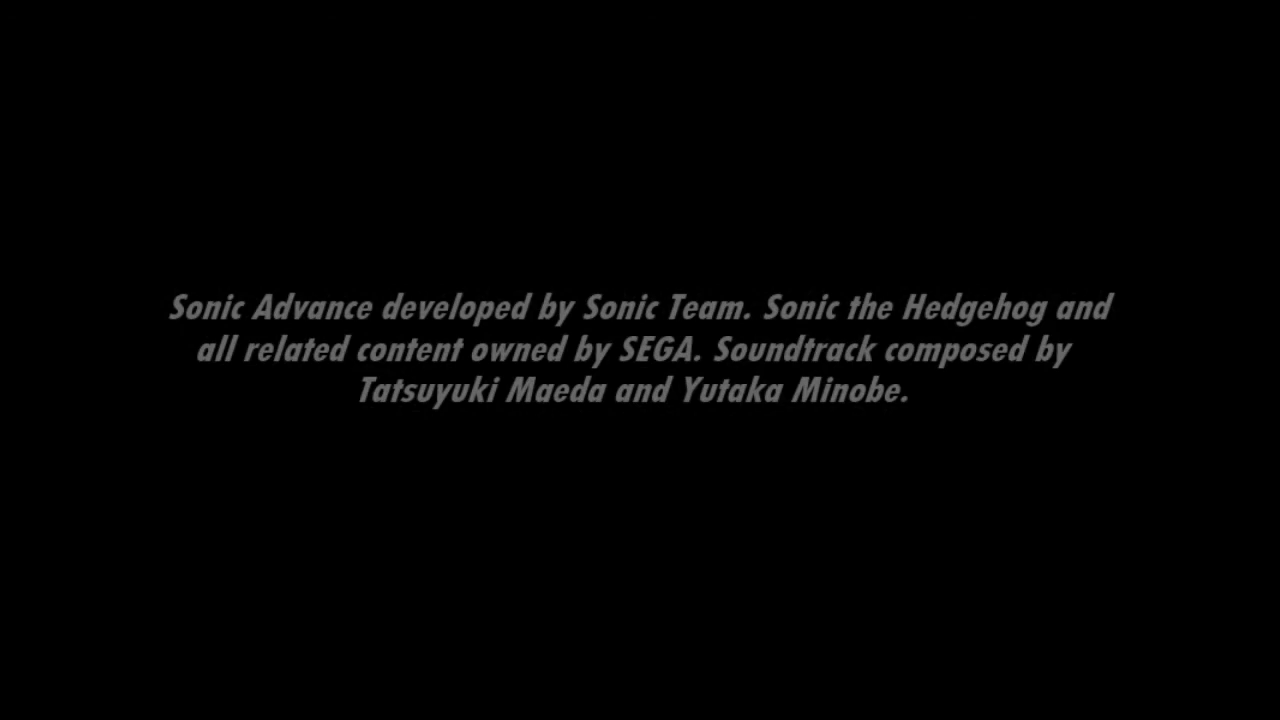 Sonic Advance developed by Sonic Team. Sonic the Hedgehog and
all related content owned by SEGA. Soundtrack composed by
Tatsuyuki Maeda and Yutaka Minobe.